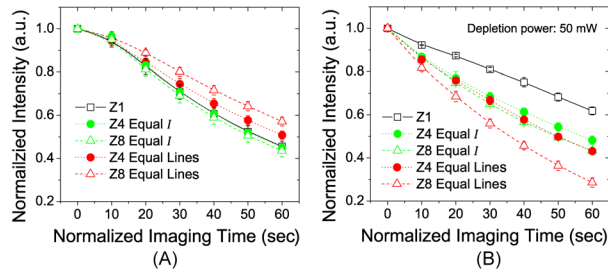 Normalized Intensity (a.u.)
1.0
0.8
0.6
0.4
0.2
Z1
Z4 Equal I
Z8 Equal I
Z4 Equal Lines
Z8 Equal Lines
0 10 20 30 40 50 60
Normalized Imaging Time (sec)
(A)
Normailzied Intensity (a.u.)
1.0
0.8
0.6
0.4
0.2
Depletion power: 50 mW
Z1
Z4 Equal I
Z8 Equal I
Z4 Equal Lines
Z8 Equal Lines
0 10 20 30 40 50 60
Normalized Imaging Time (sec)
(B)